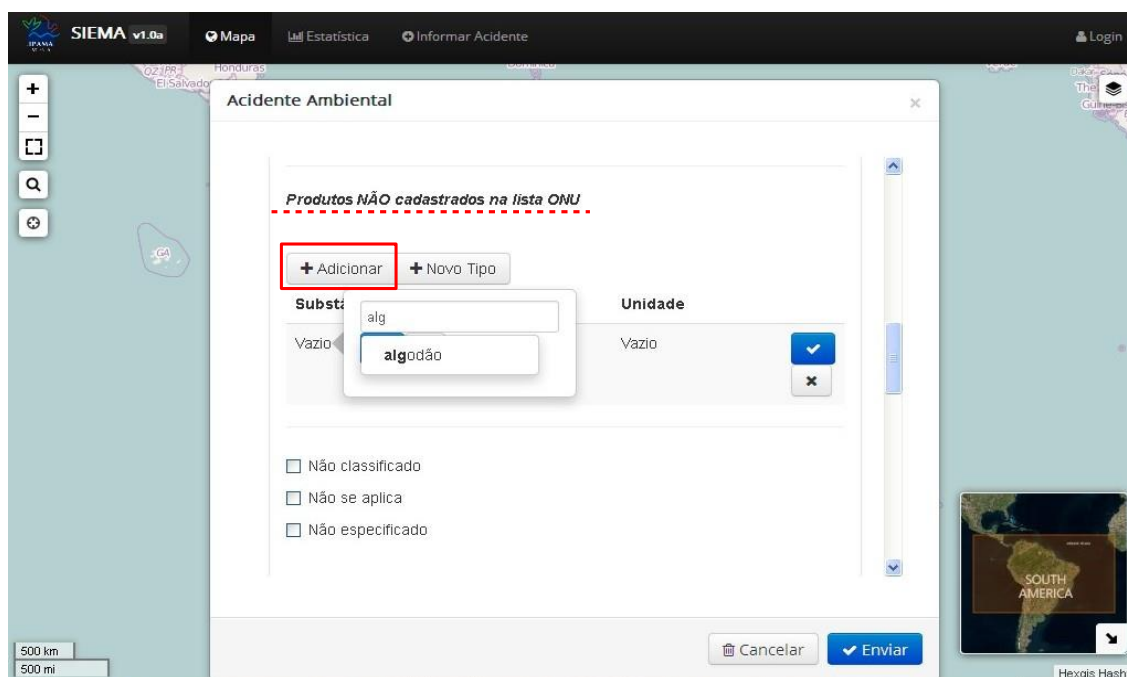 IBAMA
SIEMA v1.0a
Mapa
Estatística
Informar Acidente
Login
Honduras
El Salvador
Acidente Ambiental
Produtos NÃO cadastrados na lista ONU
+ Adicionar
+ Novo Tipo
Unidade
alg
Vazio
algodão
Vazio
Não classificado
Não se aplica
Não especificado
SOUTH
AMERICA
500 km
500 mi
Cancelar
Enviar
Hexgis Hash